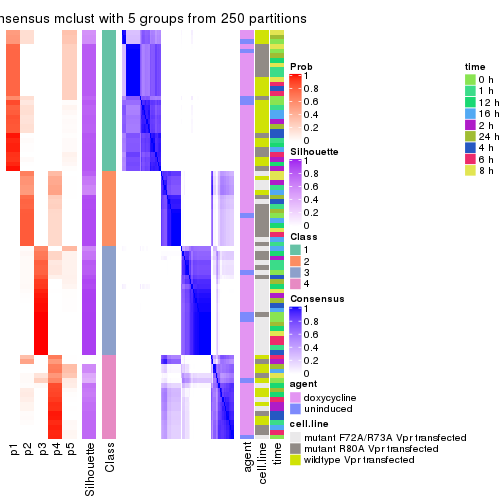 nsensus mclust with 5 groups from 250 partitions
p1
p2
p3
p4
p5
Silhouette
Class
agent
cell.line
time
Prob
1
0.8
0.6
0.4
0.2
0
Silhouette
1
0.8
0.6
0.4
0.2
0
Class
1
2
3
4
Consensus
1
0.8
0.6
0.4
0.2
0
agent
doxycycline
uninduced
cell.line
mutant F72A/R73A Vpr transfected
mutant R80A Vpr transfected
wildtype Vpr transfected
time
0 h
1 h
12 h
16 h
2 h
24 h
4 h
6 h
8 h